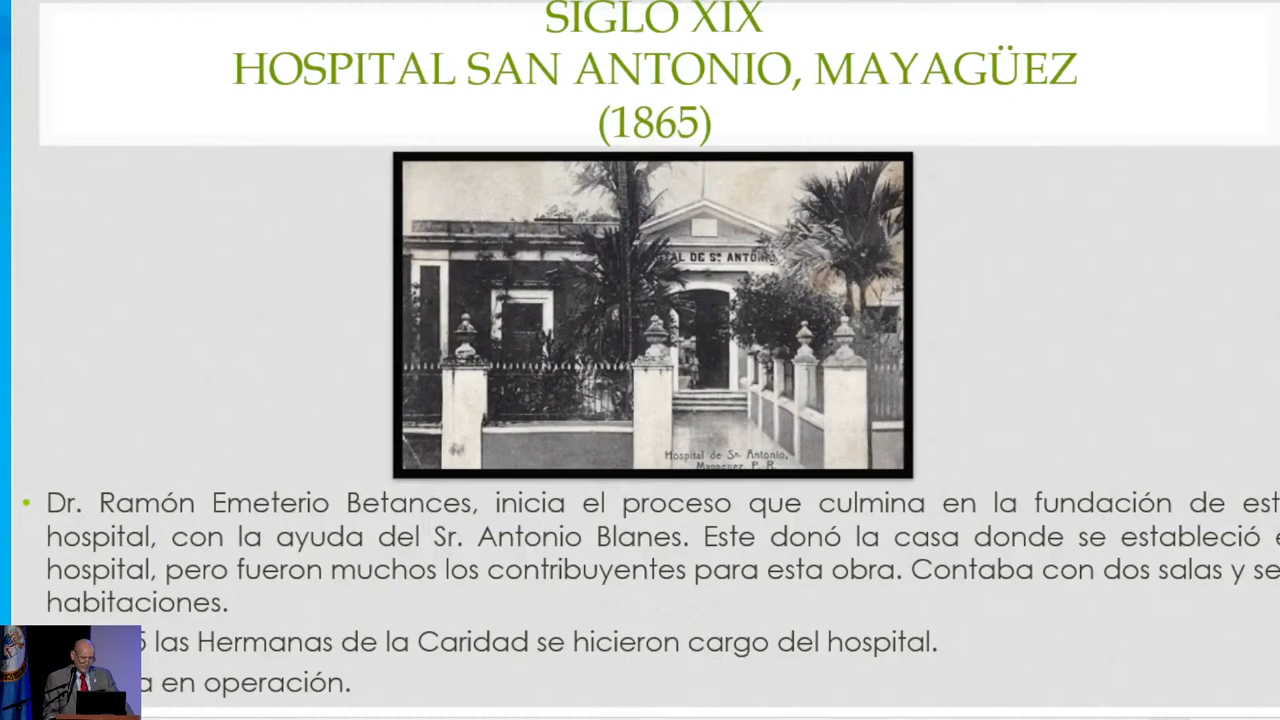 SIGLO XIX
HOSPITAL SAN ANTONIO, MAYAGÜEZ
(1865)
DE Sn. ANTONIO
Hospital de Sn. Antonio,
Mayaguez, P. R.
• Dr. Ramón Emeterio Betances, inicia el proceso que culmina en la fundación de est
hospital, con la ayuda del Sr. Antonio Blanes. Este donó la casa donde se estableció e
hospital, pero fueron muchos los contribuyentes para esta obra. Contaba con dos salas y se
habitaciones.
5 las Hermanas de la Caridad se hicieron cargo del hospital.
a en operación.